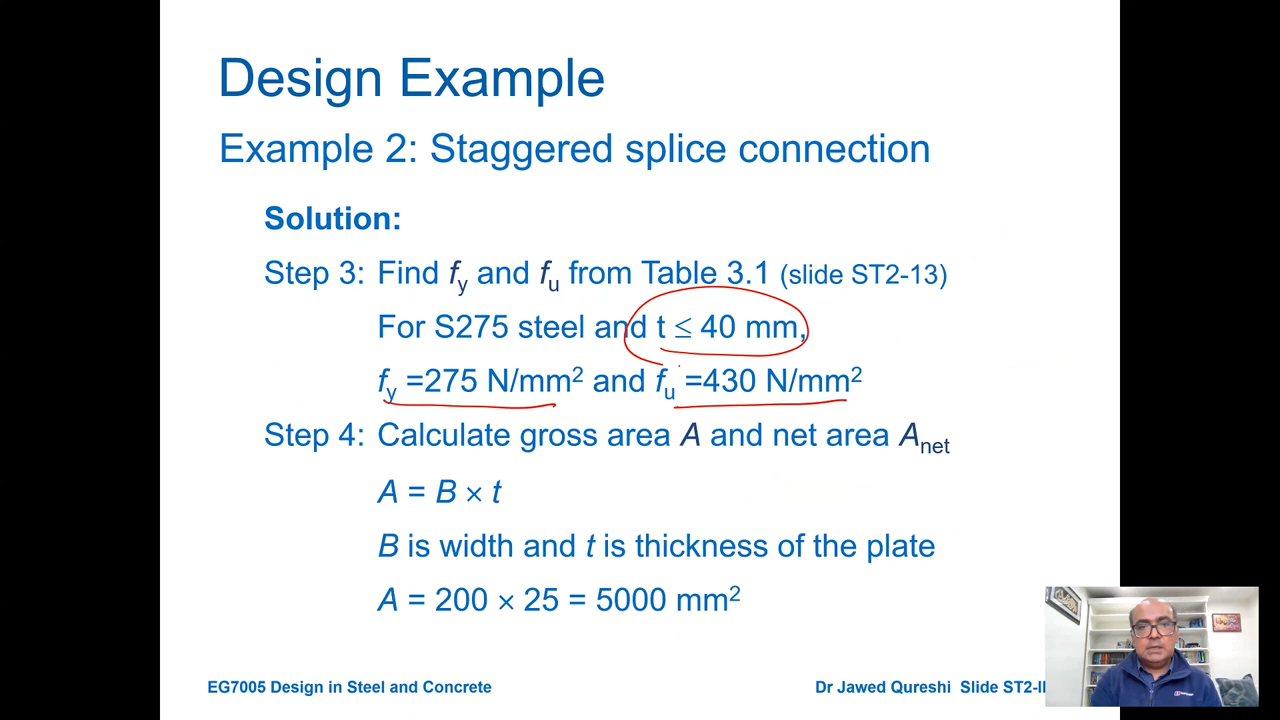 Design Example
Example 2: Staggered splice connection
Solution:
Step 3: Find fy and fu from Table 3.1 (slide ST2-13)
For S275 steel and t ≤ 40 mm,
fy =275 N/mm² and fu =430 N/mm²
Step 4: Calculate gross area A and net area Anet
A = B × t
B is width and t is thickness of the plate
A = 200 × 25 = 5000 mm²
EG7005 Design in Steel and Concrete
Dr Jawed Qureshi Slide ST2-II